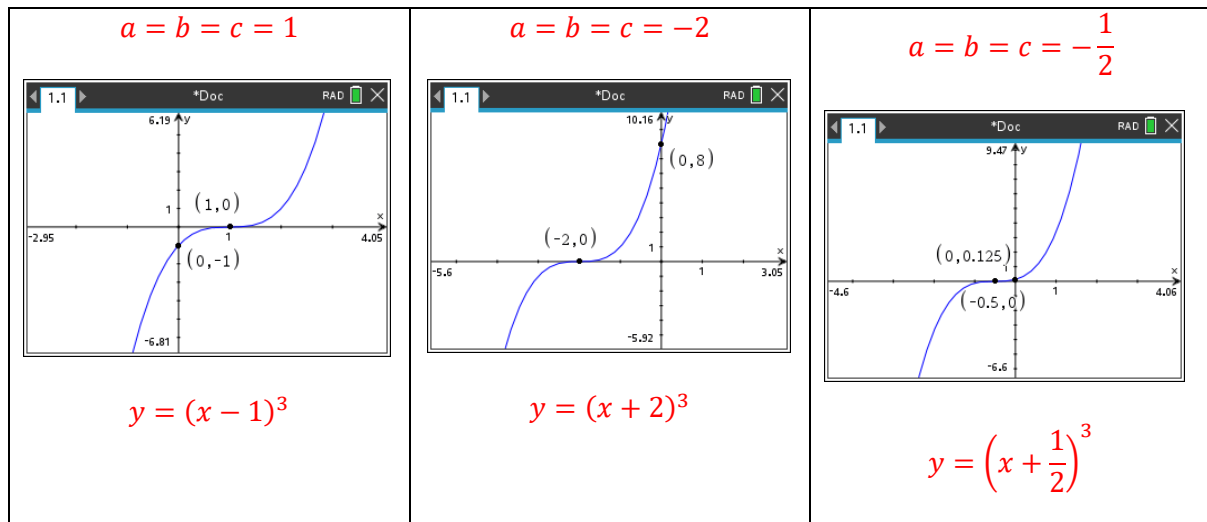 a = b = c = 1
1.1 *Doc RAD
6.19 y
1
(1,0)
x
-2.95 1 4.05
(0,-1)
-6.81
y = (x − 1)³
a = b = c = −2
1.1 *Doc RAD
10.16 y
(0,8)
(-2,0)
1
x
-5.6 1 3.05
-5.92
y = (x + 2)³
a = b = c = −1/2
1.1 *Doc RAD
9.47 y
(0,0.125)
1
x
-4.6 1 4.06
(-0.5,0)
-6.6
y = (x + 1/2)³